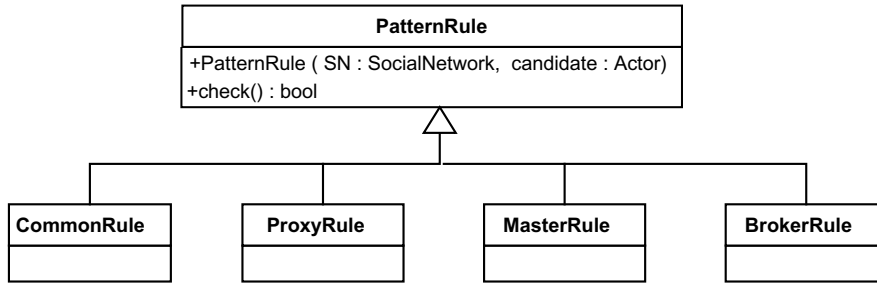 PatternRule
+PatternRule ( SN : SocialNetwork, candidate : Actor)
+check() : bool
CommonRule ProxyRule MasterRule BrokerRule